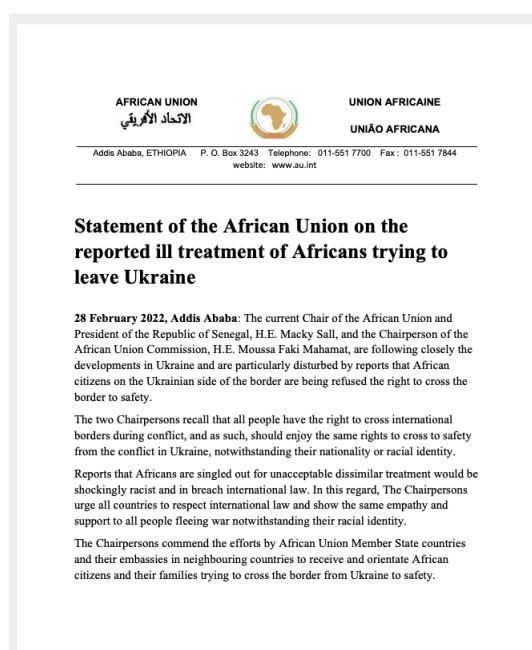 AFRICAN UNION
الاتحاد الأفريقي
UNION AFRICAINE
UNIÃO AFRICANA
Addis Ababa, ETHIOPIA P. O. Box 3243 Telephone: 011-551 7700 Fax : 011-551 7844
website: www.au.int
Statement of the African Union on the
reported ill treatment of Africans trying to
leave Ukraine
28 February 2022, Addis Ababa: The current Chair of the African Union and
President of the Republic of Senegal, H.E. Macky Sall, and the Chairperson of the
African Union Commission, H.E. Moussa Faki Mahamat, are following closely the
developments in Ukraine and are particularly disturbed by reports that African
citizens on the Ukrainian side of the border are being refused the right to cross the
border to safety.
The two Chairpersons recall that all people have the right to cross international
borders during conflict, and as such, should enjoy the same rights to cross to safety
from the conflict in Ukraine, notwithstanding their nationality or racial identity.
Reports that Africans are singled out for unacceptable dissimilar treatment would be
shockingly racist and in breach international law. In this regard, The Chairpersons
urge all countries to respect international law and show the same empathy and
support to all people fleeing war notwithstanding their racial identity.
The Chairpersons commend the efforts by African Union Member State countries
and their embassies in neighbouring countries to receive and orientate African
citizens and their families trying to cross the border from Ukraine to safety.